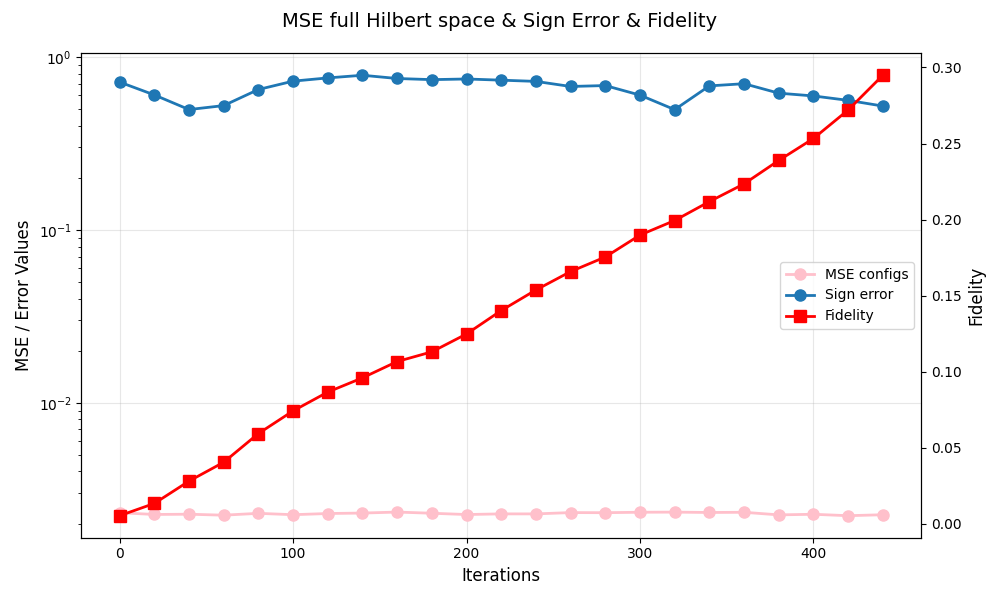 MSE full Hilbert space & Sign Error & Fidelity
10⁰
10⁻¹
10⁻²
MSE / Error Values
0.30
0.25
0.20
0.15
0.10
0.05
0.00
Fidelity
MSE configs
Sign error
Fidelity
0
100
200
300
400
Iterations